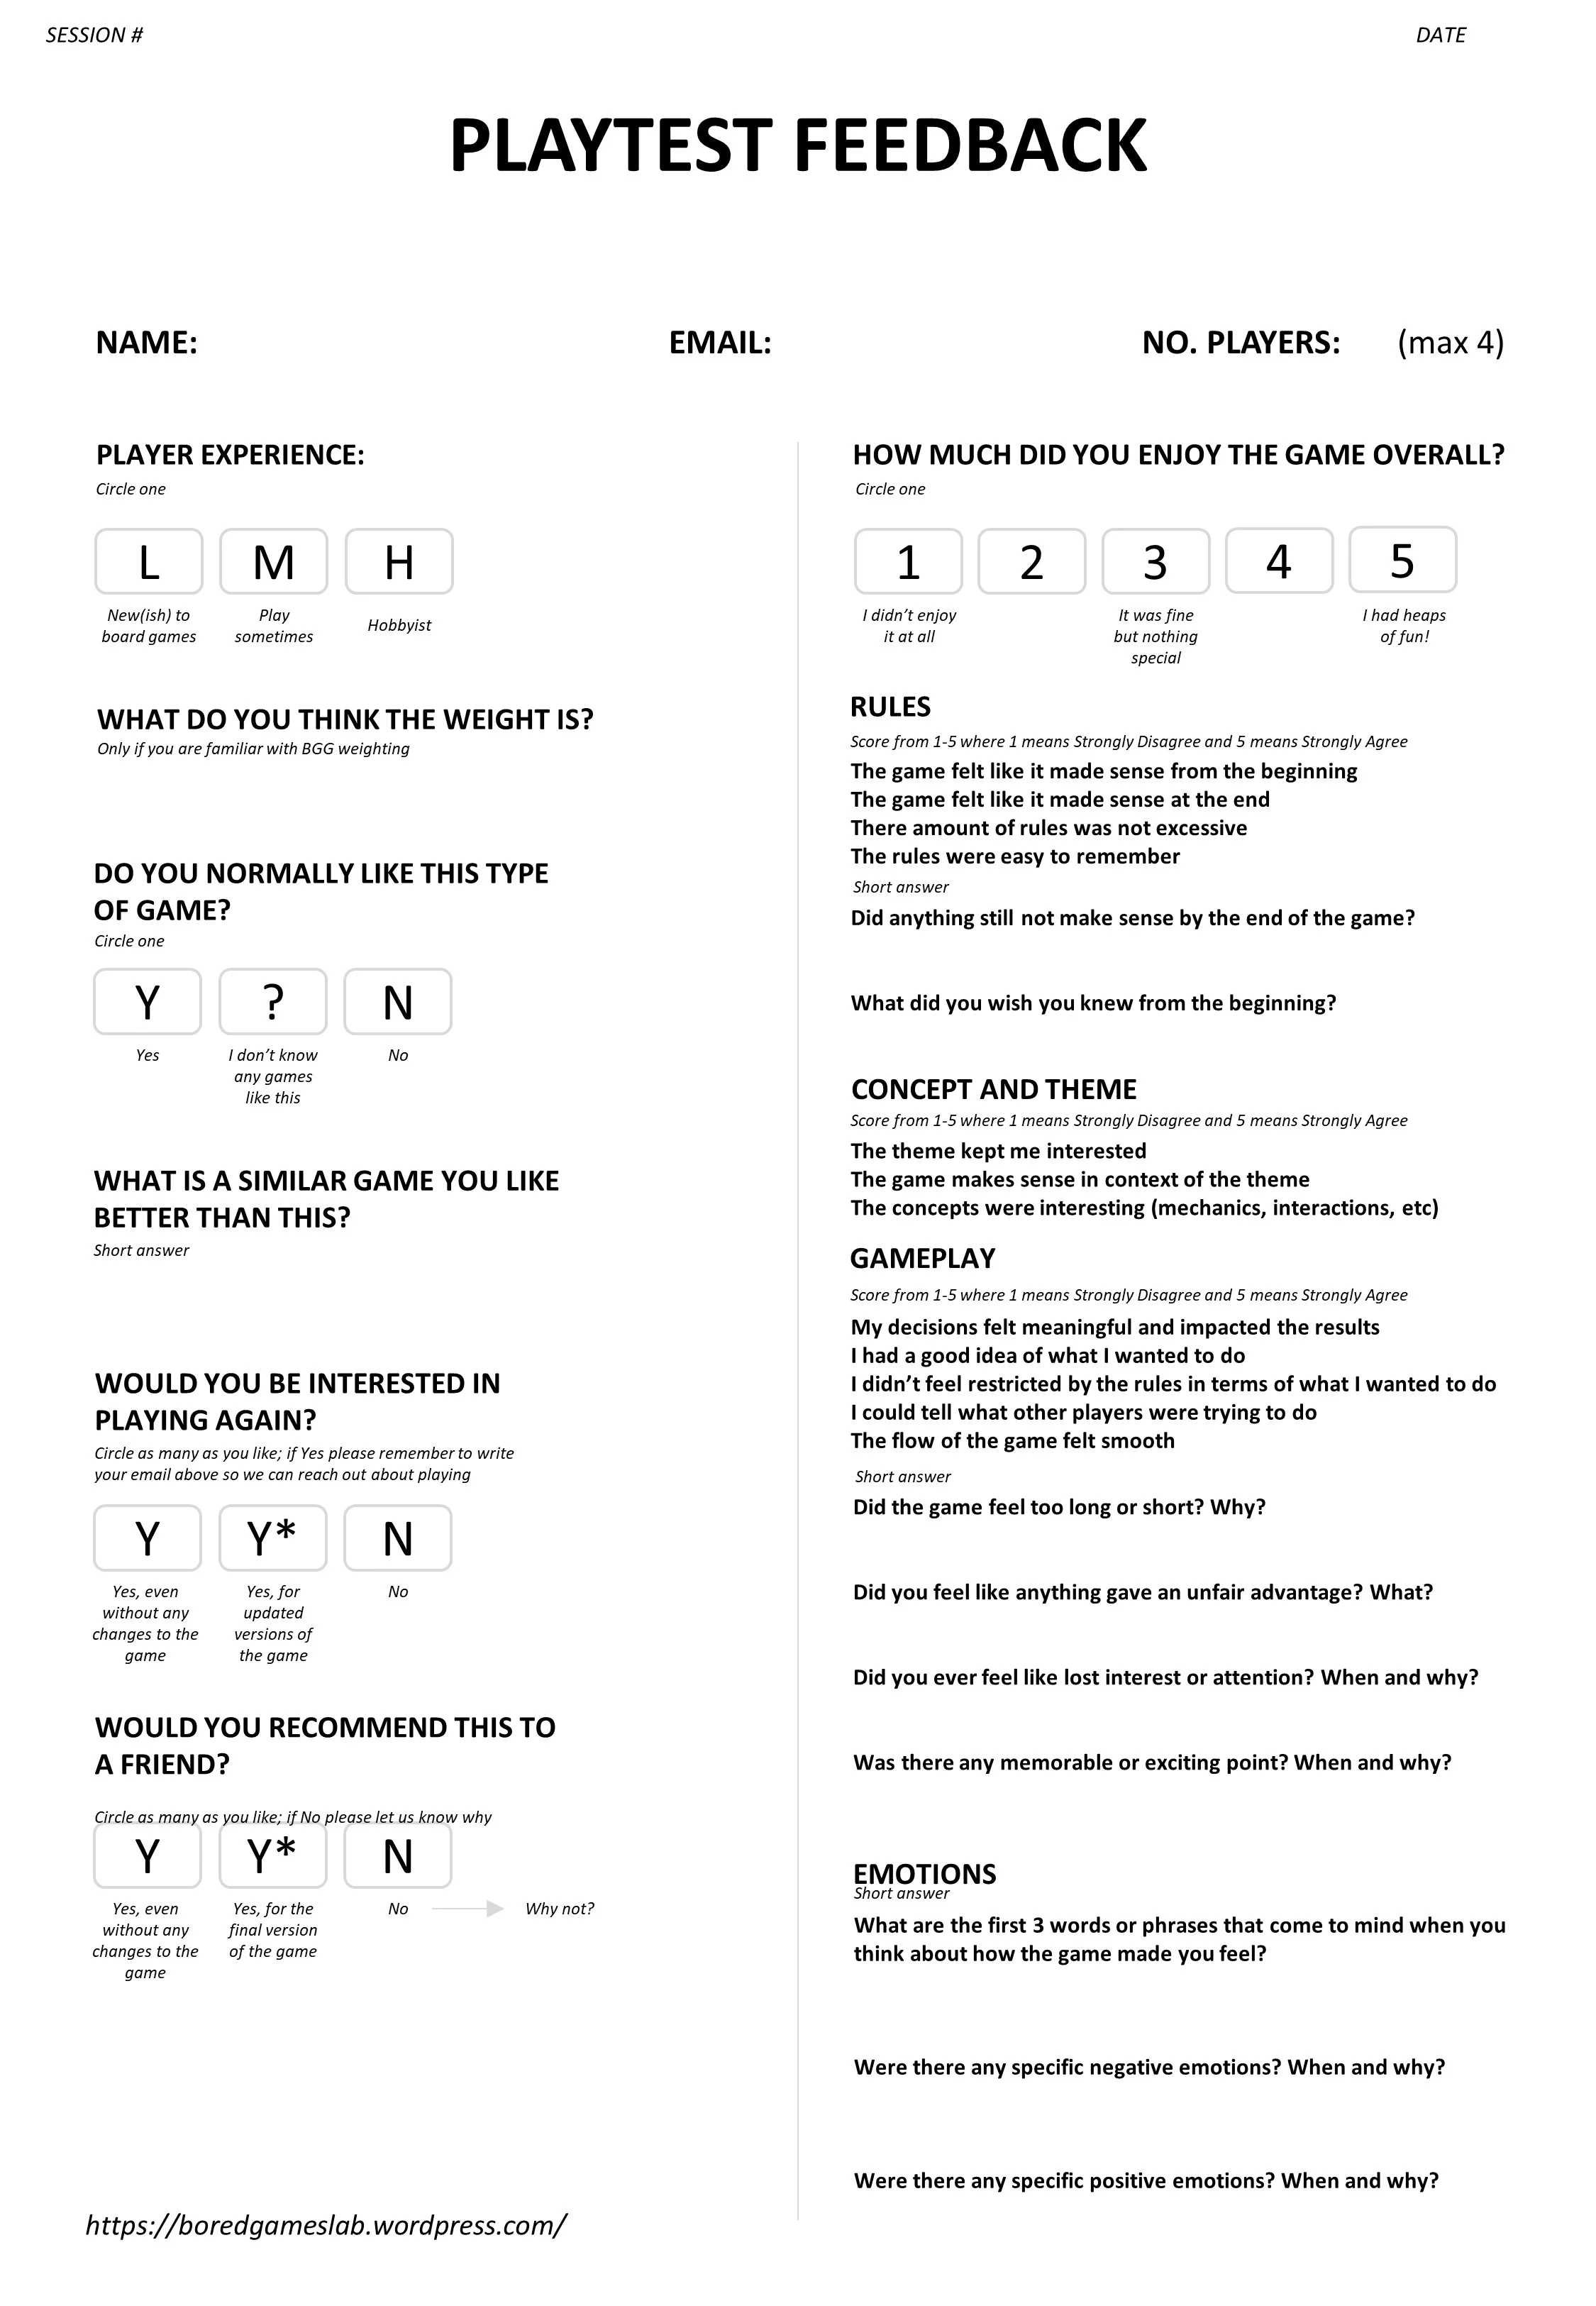 SESSION #
DATE
PLAYTEST FEEDBACK
NAME:
EMAIL:
NO. PLAYERS: (max 4)
PLAYER EXPERIENCE:
Circle one
L M H
New(ish) to board games
Play sometimes
Hobbyist
WHAT DO YOU THINK THE WEIGHT IS?
Only if you are familiar with BGG weighting
DO YOU NORMALLY LIKE THIS TYPE
OF GAME?
Circle one
Y ? N
Yes
I don’t know
any games
like this
No
WHAT IS A SIMILAR GAME YOU LIKE
BETTER THAN THIS?
Short answer
WOULD YOU BE INTERESTED IN
PLAYING AGAIN?
Circle as many as you like; if Yes please remember to write
your email above so we can reach out about playing
Y Y* N
Yes, even
without any
changes to the
game
Yes, for
updated
versions of
the game
No
WOULD YOU RECOMMEND THIS TO
A FRIEND?
Circle as many as you like; if No please let us know why
Y Y* N
Yes, even
without any
changes to the
game
Yes, for the
final version
of the game
No
Why not?
https://boredgameslab.wordpress.com/
HOW MUCH DID YOU ENJOY THE GAME OVERALL?
Circle one
1 2 3 4 5
I didn’t enjoy
it at all
It was fine
but nothing
special
I had heaps
of fun!
RULES
Score from 1-5 where 1 means Strongly Disagree and 5 means Strongly Agree
The game felt like it made sense from the beginning
The game felt like it made sense at the end
There amount of rules was not excessive
The rules were easy to remember
Short answer
Did anything still not make sense by the end of the game?
What did you wish you knew from the beginning?
CONCEPT AND THEME
Score from 1-5 where 1 means Strongly Disagree and 5 means Strongly Agree
The theme kept me interested
The game makes sense in context of the theme
The concepts were interesting (mechanics, interactions, etc)
GAMEPLAY
Score from 1-5 where 1 means Strongly Disagree and 5 means Strongly Agree
My decisions felt meaningful and impacted the results
I had a good idea of what I wanted to do
I didn’t feel restricted by the rules in terms of what I wanted to do
I could tell what other players were trying to do
The flow of the game felt smooth
Short answer
Did the game feel too long or short? Why?
Did you feel like anything gave an unfair advantage? What?
Did you ever feel like lost interest or attention? When and why?
Was there any memorable or exciting point? When and why?
EMOTIONS
Short answer
What are the first 3 words or phrases that come to mind when you
think about how the game made you feel?
Were there any specific negative emotions? When and why?
Were there any specific positive emotions? When and why?